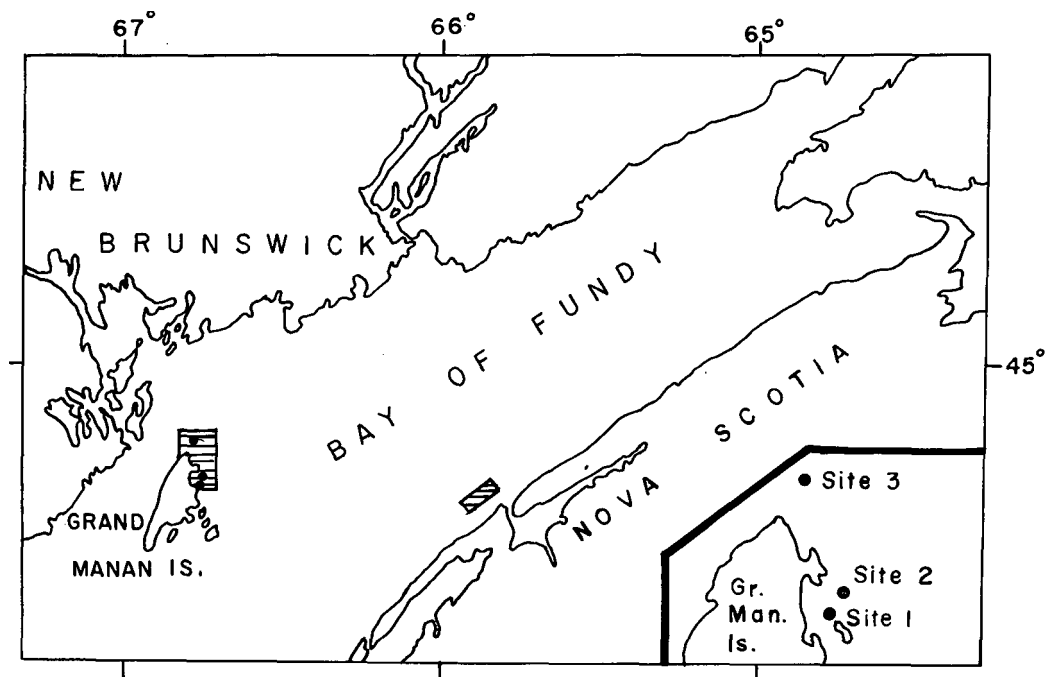 67°
66°
65°
NEW
BRUNSWICK
BAY OF FUNDY
45°
NOVA SCOTIA
GRAND
MANAN IS.
Site 3
Gr.
Man.
Is.
Site 2
Site 1